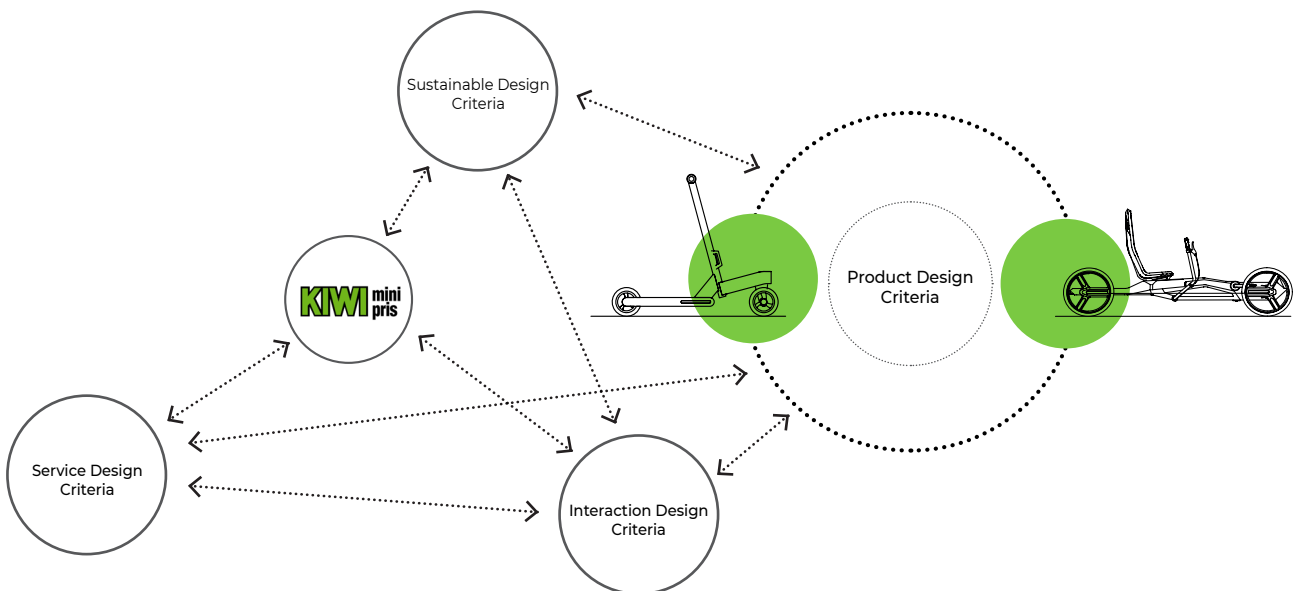 Sustainable Design
Criteria
KIWI mini
pris
Product Design
Criteria
Service Design
Criteria
Interaction Design
Criteria